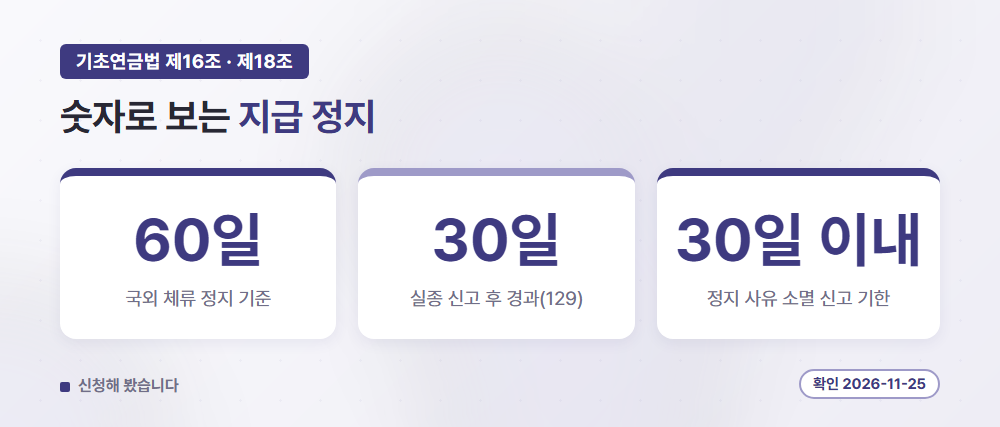 기초연금법 제16조 · 제18조
숫자로 보는 지급 정지
60일
국외 체류 정지 기준
30일
실종 신고 후 경과(129)
30일 이내
정지 사유 소멸 신고 기한
신청해 봤습니다
확인 2026-11-25